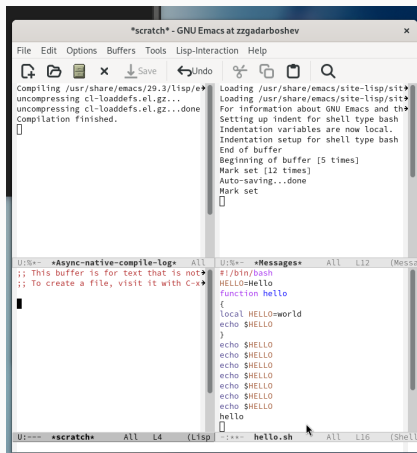 *scratch* - GNU Emacs at zzgadarboshev
File Edit Options Buffers Tools Lisp-Interaction Help
Save Undo
Compiling /usr/share/emacs/29.3/lisp/e
uncompressing cl-loaddefs.el.gz...
uncompressing cl-loaddefs.el.gz...done
Compilation finished.
U:%*- *Async-native-compile-log* All
Loading /usr/share/emacs/site-lisp/sit
Loading /usr/share/emacs/site-lisp/sit
For information about GNU Emacs and th
Setting up indent for shell type bash
Indentation variables are now local.
Indentation setup for shell type bash
End of buffer
Beginning of buffer [5 times]
Mark set [12 times]
Auto-saving...done
Mark set
U:%*- *Messages* All L12 (Messa
;; This buffer is for text that is not
;; To create a file, visit it with C-x
U:--- *scratch* All L4 (Lisp
#!/bin/bash
HELLO=Hello
function hello
{
local HELLO=world
echo $HELLO
}
echo $HELLO
echo $HELLO
echo $HELLO
echo $HELLO
echo $HELLO
echo $HELLO
hello
-:**- hello.sh All L16 (Shell